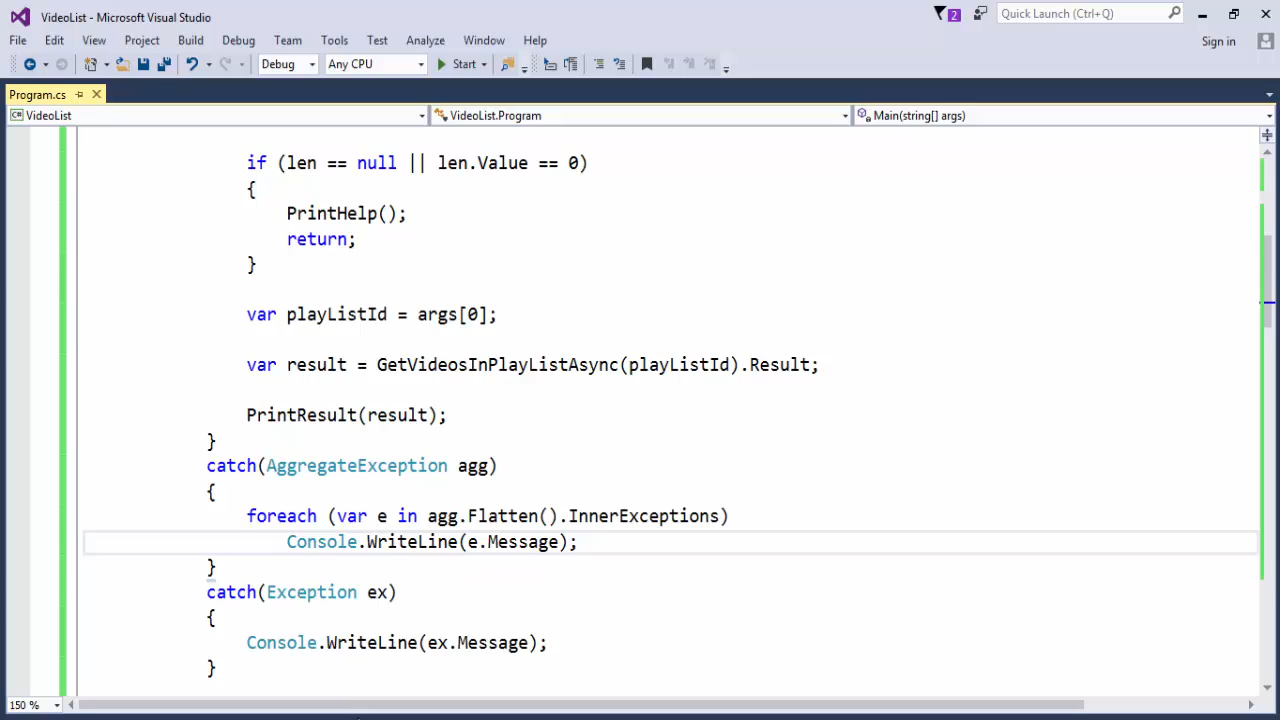 VideoList - Microsoft Visual Studio
2
Quick Launch (Ctrl+Q)
File Edit View Project Build Debug Team Tools Test Analyze Window Help
Sign in
Debug Any CPU Start
Program.cs
C# VideoList VideoList.Program Main(string[] args)
if (len == null || len.Value == 0)
{
PrintHelp();
return;
}
var playListId = args[0];
var result = GetVideosInPlayListAsync(playListId).Result;
PrintResult(result);
}
catch(AggregateException agg)
{
foreach (var e in agg.Flatten().InnerExceptions)
Console.WriteLine(e.Message);
}
catch(Exception ex)
{
Console.WriteLine(ex.Message);
}
150 %